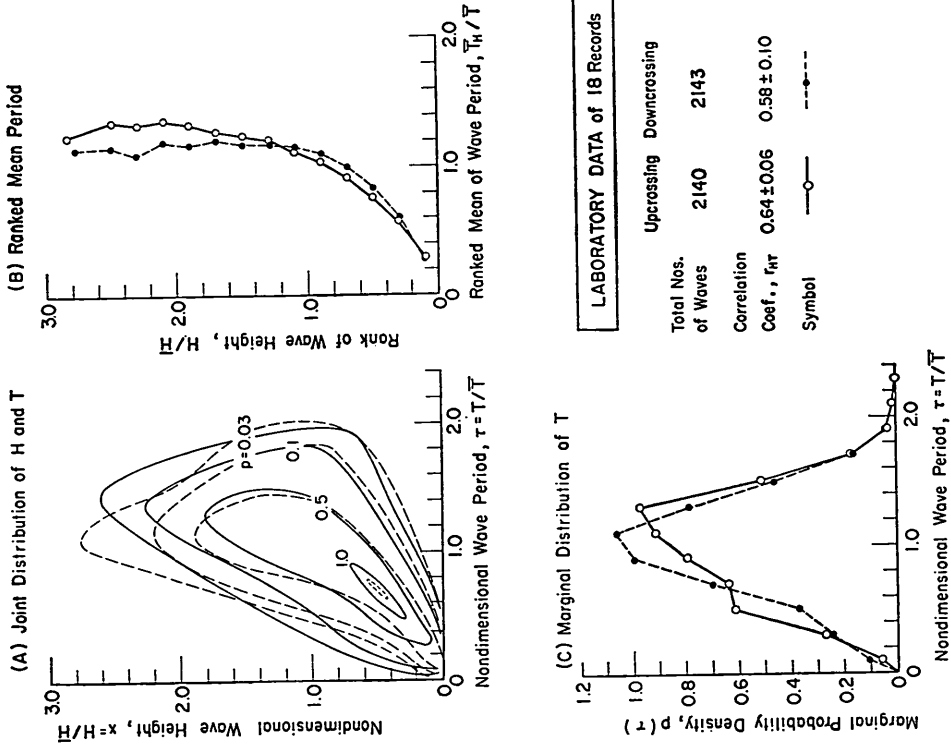 (A) Joint Distribution of H and T
Nondimensional Wave Height, x=H/H̅
3.0
2.0
1.0
0
1.0
2.0
p=0.03
0.1
0.5
1.0
Nondimensional Wave Period, τ=T/T̅
(B) Ranked Mean Period
Rank of Wave Height, H/H̅
3.0
2.0
1.0
0
1.0
2.0
Ranked Mean of Wave Period, T̅H/T̅
(C) Marginal Distribution of T
Marginal Probability Density, p(τ)
1.2
1.0
0.8
0.6
0.4
0.2
0
0
1.0
2.0
Nondimensional Wave Period, τ=T/T̅
LABORATORY DATA of 18 Records
Upcrossing Downcrossing
Total Nos. of Waves 2140 2143
Correlation
Coef., rHT 0.64±0.06 0.58±0.10
Symbol